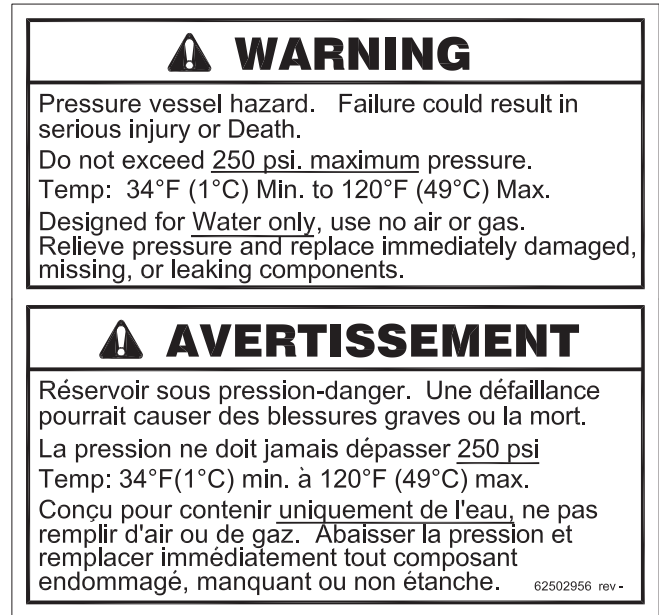 WARNING
Pressure vessel hazard. Failure could result in
serious injury or Death.
Do not exceed 250 psi. maximum pressure.
Temp: 34°F (1°C) Min. to 120°F (49°C) Max.
Designed for Water only, use no air or gas.
Relieve pressure and replace immediately damaged,
missing, or leaking components.
AVERTISSEMENT
Réservoir sous pression-danger. Une défaillance
pourrait causer des blessures graves ou la mort.
La pression ne doit jamais dépasser 250 psi
Temp: 34°F(1°C) min. à 120°F (49°C) max.
Conçu pour contenir uniquement de l'eau, ne pas
remplir d'air ou de gaz. Abaisser la pression et
remplacer immédiatement tout composant
endommagé, manquant ou non étanche. 62502956 rev -